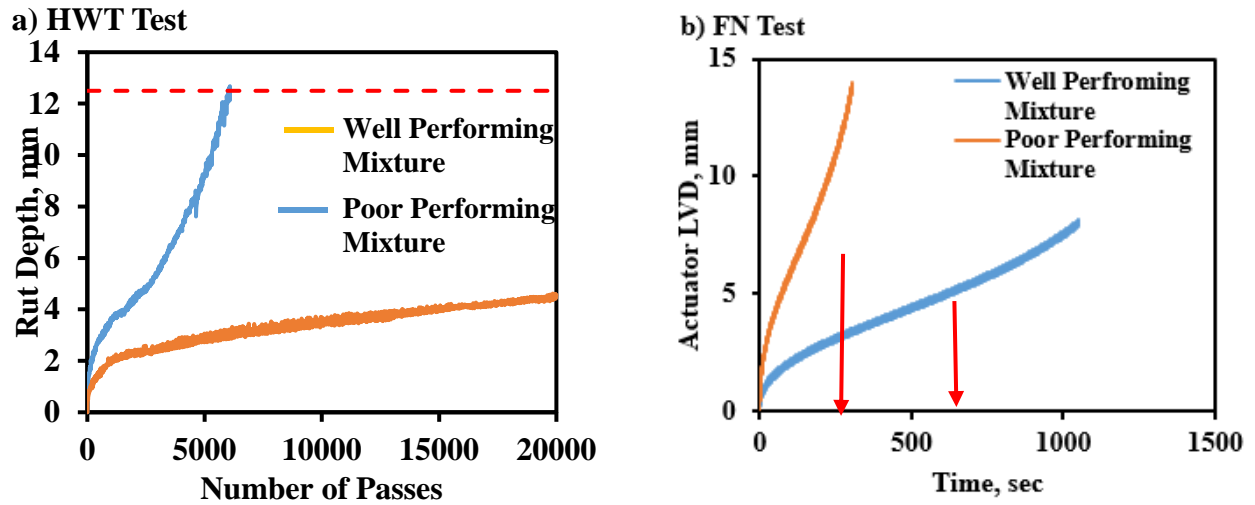 a) HWT Test
14
12
10
8
6
4
2
0
Rut Depth, mm
Well Performing
Mixture
Poor Performing
Mixture
0 5000 10000 15000 20000
Number of Passes
b) FN Test
15
10
5
0
Actuator LVD, mm
Well Perfroming
Mixture
Poor Performing
Mixture
0 500 1000 1500
Time, sec